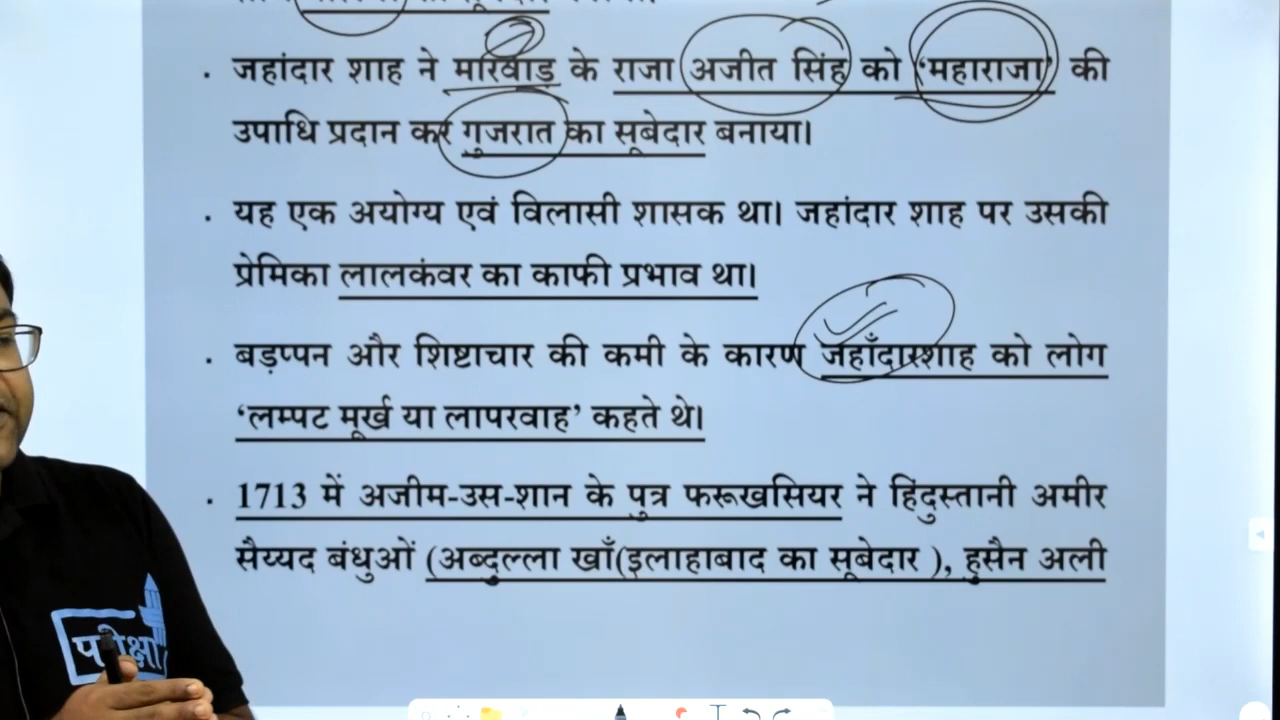 . जहांदार शाह ने मारवाड़ के राजा अजीत सिंह को ‘महाराजा’ की
उपाधि प्रदान कर गुजरात का सूबेदार बनाया।
. यह एक अयोग्य एवं विलासी शासक था। जहांदार शाह पर उसकी
प्रेमिका लालकंवर का काफी प्रभाव था।
. बड़प्पन और शिष्टाचार की कमी के कारण जहाँदारशाह को लोग
‘लम्पट मूर्ख या लापरवाह’ कहते थे।
. 1713 में अजीम-उस-शान के पुत्र फरूखसियर ने हिंदुस्तानी अमीर
सैय्यद बंधुओं (अब्दुल्ला खाँ(इलाहाबाद का सूबेदार ), हुसैन अली
परीक्षा